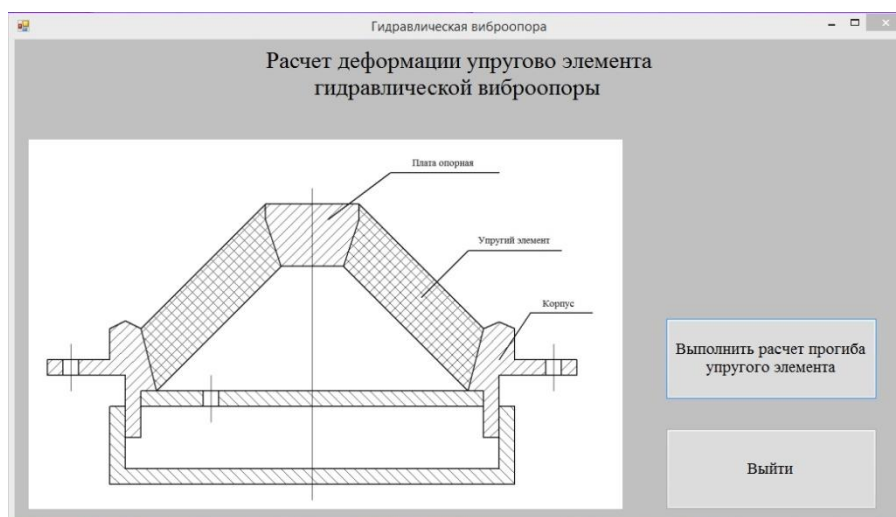 Гидравлическая виброопора
Расчет деформации упругово элемента
гидравлической виброопоры
Плата опорная
Упругий элемент
Корпус
Выполнить расчет прогиба
упругого элемента
Выйти